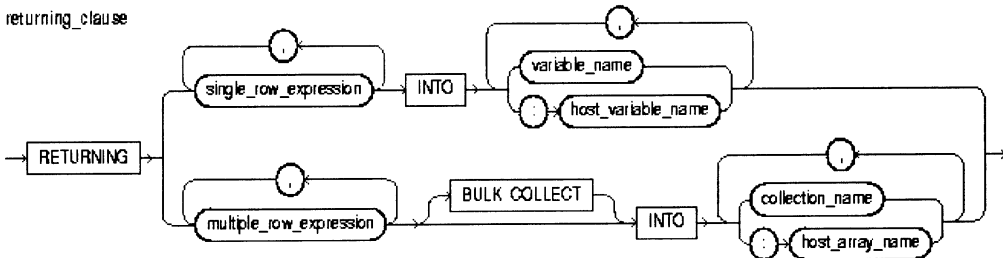 returning_clause
,
,
single_row_expression INTO variable_name
: host_variable_name
RETURNING
,
,
BULK COLLECT
multiple_row_expression INTO collection_name
: host_array_name